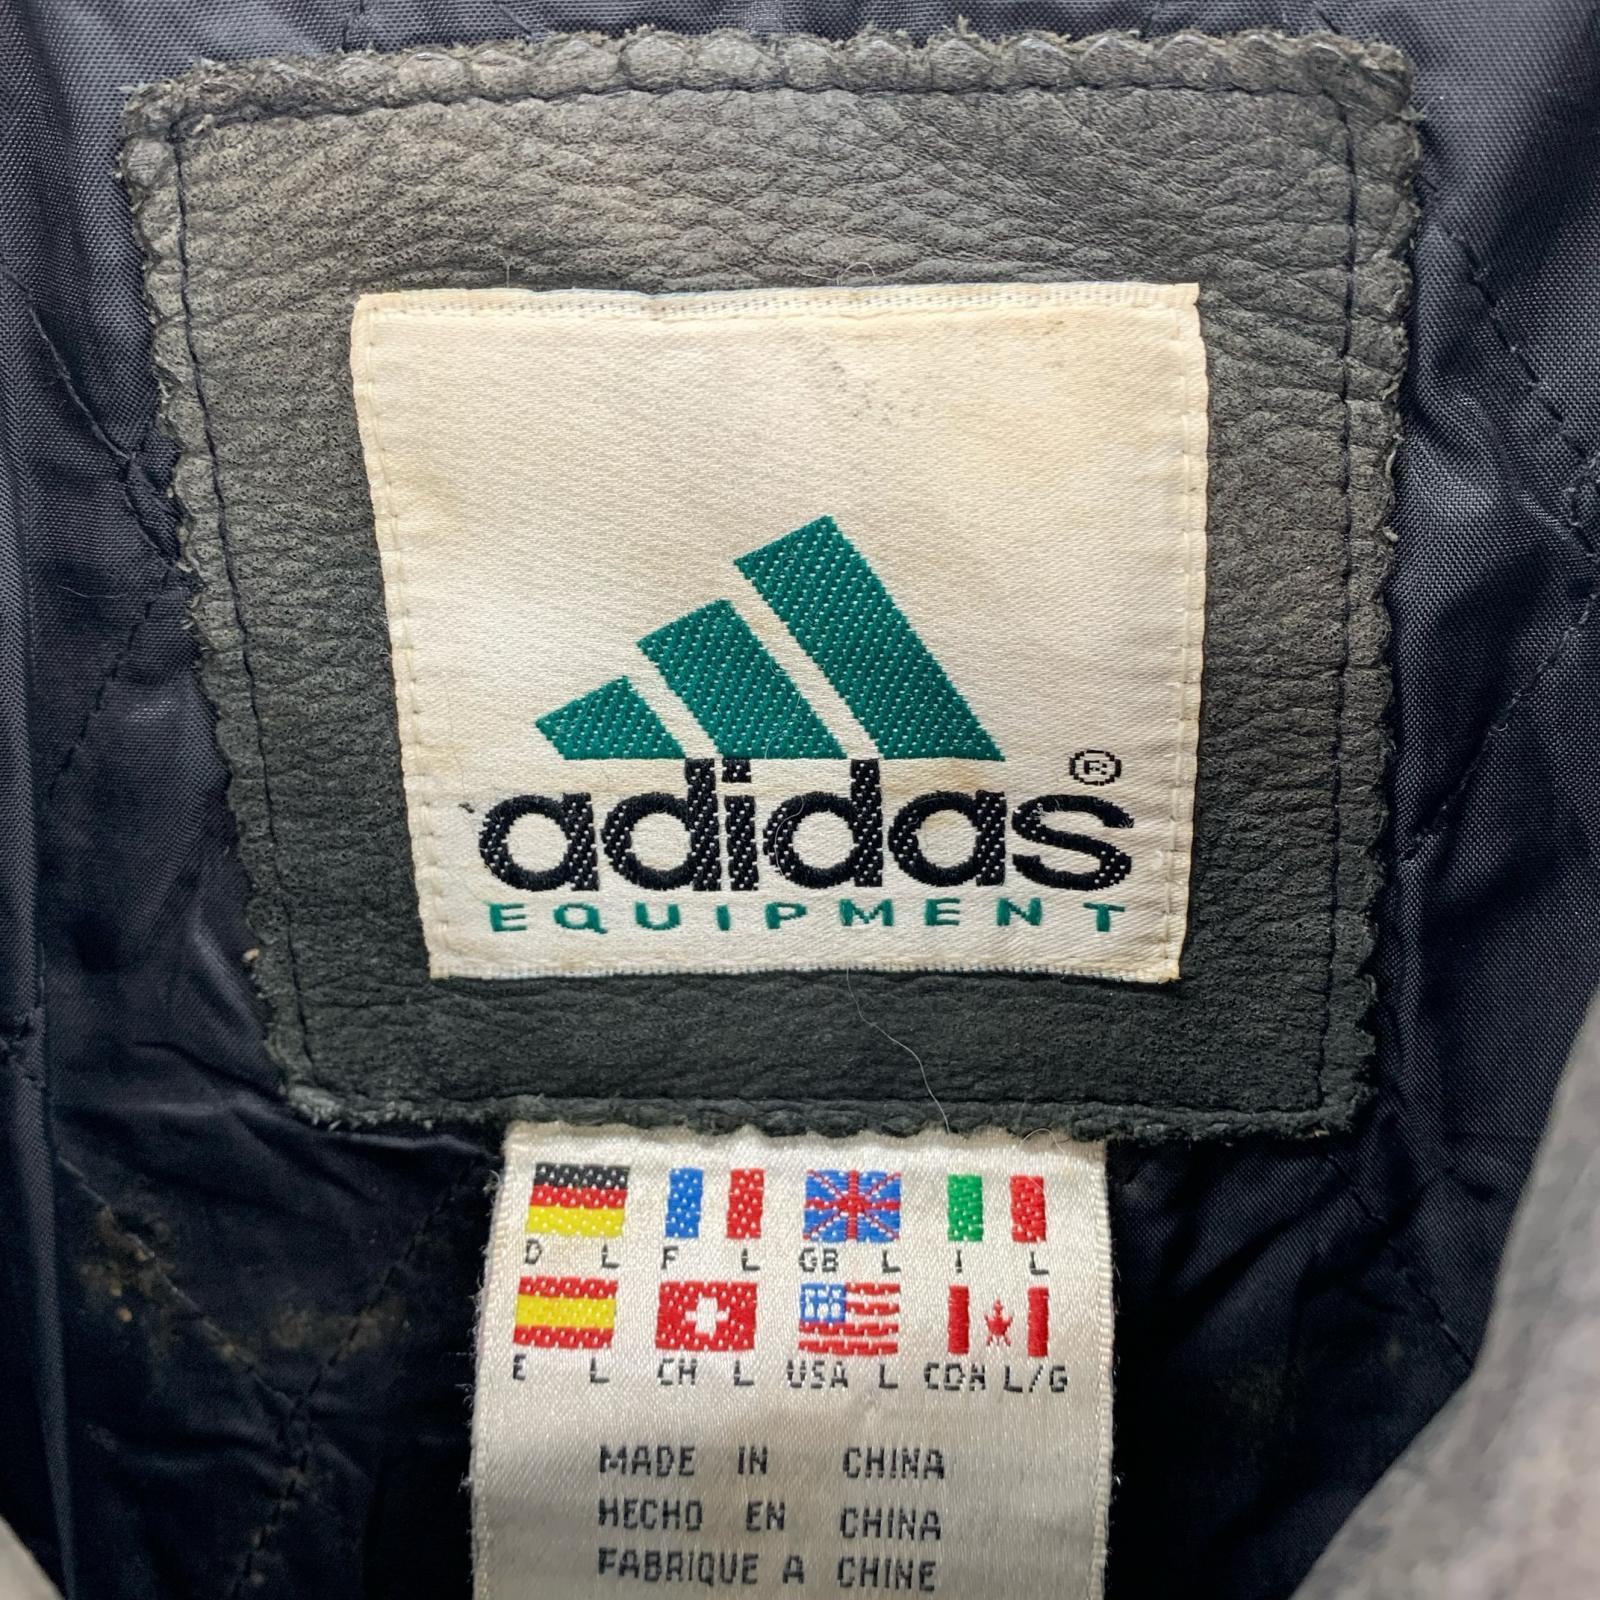 adidas ®
EQUIPMENT
D L F L GB L I L
E L CH L USA L CDN L/G
MADE IN CHINA
HECHO EN CHINA
FABRIQUE A CHINE